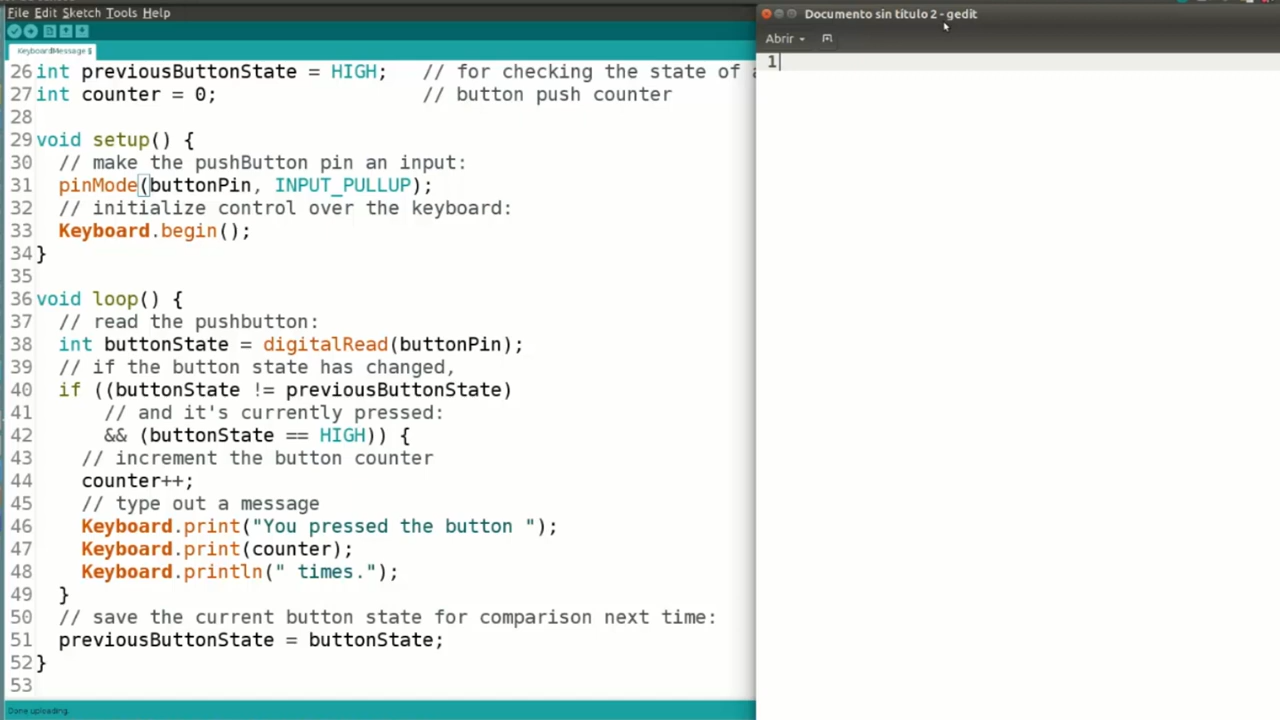 File Edit Sketch Tools Help
KeyboardMessage §
26 int previousButtonState = HIGH;   // for checking the state of a
27 int counter = 0;                  // button push counter
28
29 void setup() {
30   // make the pushButton pin an input:
31   pinMode(buttonPin, INPUT_PULLUP);
32   // initialize control over the keyboard:
33   Keyboard.begin();
34 }
35
36 void loop() {
37   // read the pushbutton:
38   int buttonState = digitalRead(buttonPin);
39   // if the button state has changed,
40   if ((buttonState != previousButtonState)
41       // and it's currently pressed:
42       && (buttonState == HIGH)) {
43     // increment the button counter
44     counter++;
45     // type out a message
46     Keyboard.print("You pressed the button ");
47     Keyboard.print(counter);
48     Keyboard.println(" times.");
49   }
50   // save the current button state for comparison next time:
51   previousButtonState = buttonState;
52 }
53
Done uploading.
Documento sin título 2 - gedit
Abrir
1